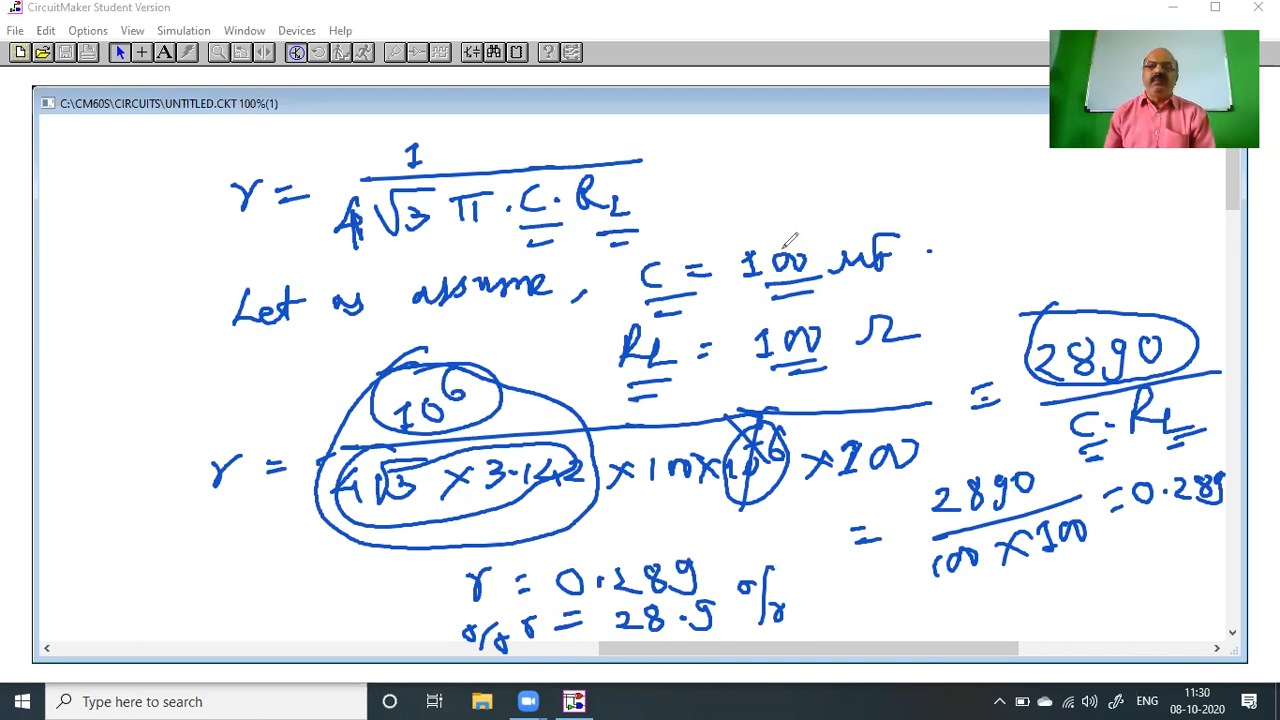 CircuitMaker Student Version
File Edit Options View Simulation Window Devices Help
C:\CM60S\CIRCUITS\UNTITLED.CKT 100%(1)
r = 1 / 4√3 π · C · RL
Let us assume, C = 100 uf .
RL = 100 Ω
r = 10^6 / 4√3 × 3.142 × 100 × 10^-6 × 100 = 2890 / C · RL
= 2890 / 100 × 100 = 0.289
r = 0.289
% r = 28.9 %
Type here to search
ENG
11:30
08-10-2020